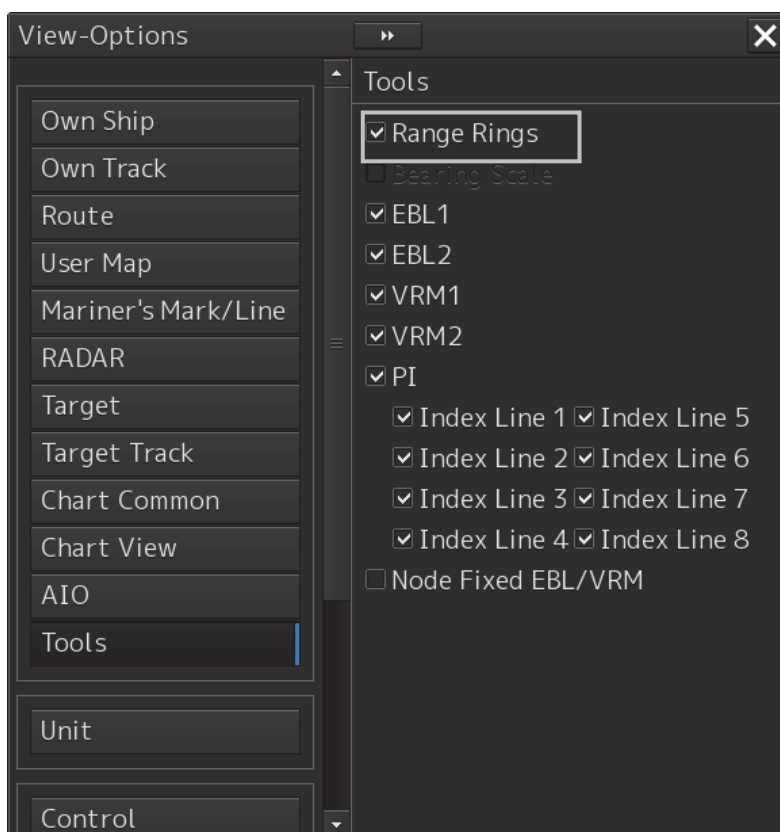 View-Options
Own Ship
Own Track
Route
User Map
Mariner's Mark/Line
RADAR
Target
Target Track
Chart Common
Chart View
AIO
Tools
Unit
Control
Tools
Range Rings
Bearing Scale
EBL1
EBL2
VRM1
VRM2
PI
Index Line 1 Index Line 5
Index Line 2 Index Line 6
Index Line 3 Index Line 7
Index Line 4 Index Line 8
Node Fixed EBL/VRM